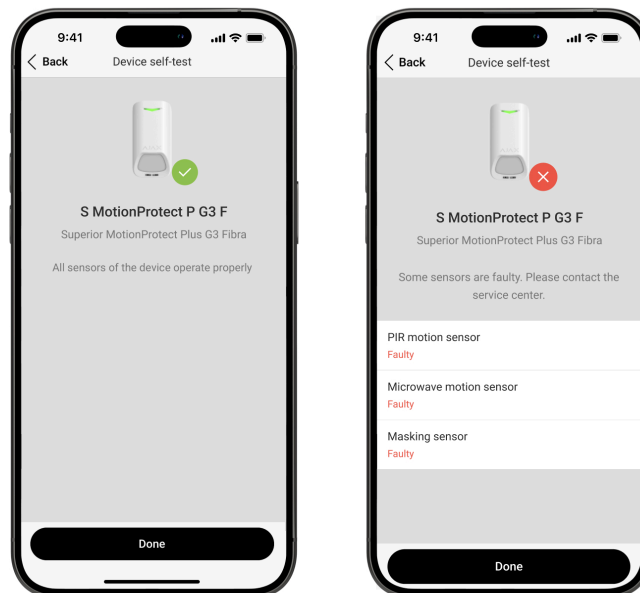 9:41
Back
Device self-test
S MotionProtect P G3 F
Superior MotionProtect Plus G3 Fibra
All sensors of the device operate properly
Done
9:41
Back
Device self-test
S MotionProtect P G3 F
Superior MotionProtect Plus G3 Fibra
Some sensors are faulty. Please contact the
service center.
PIR motion sensor
Faulty
Microwave motion sensor
Faulty
Masking sensor
Faulty
Done